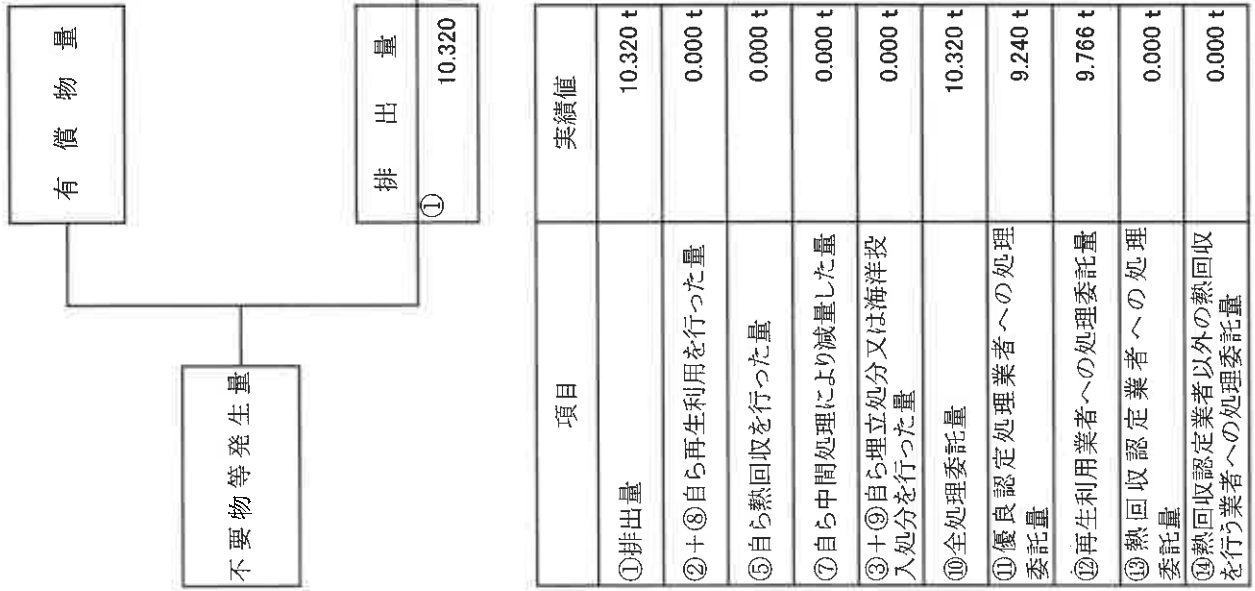 有償物量
不要物等発生量
排出量
①
10.320
項目 実績値
①排出量 10.320 t
②+⑧自ら再生利用を行った量 0.000 t
⑤自ら熱回収を行った量 0.000 t
⑦自ら中間処理により減量した量 0.000 t
③+⑨自ら埋立処分又は海洋投
入処分を行った量 0.000 t
⑩全処理委託量 10.320 t
⑪優良認定処理業者への処理
委託量 9.240 t
⑫再生利用業者への処理委託量 9.766 t
⑬熱回収認定業者への処理
委託量 0.000 t
⑭熱回収認定業者以外の熱回収
を行う業者への処理委託量 0.000 t